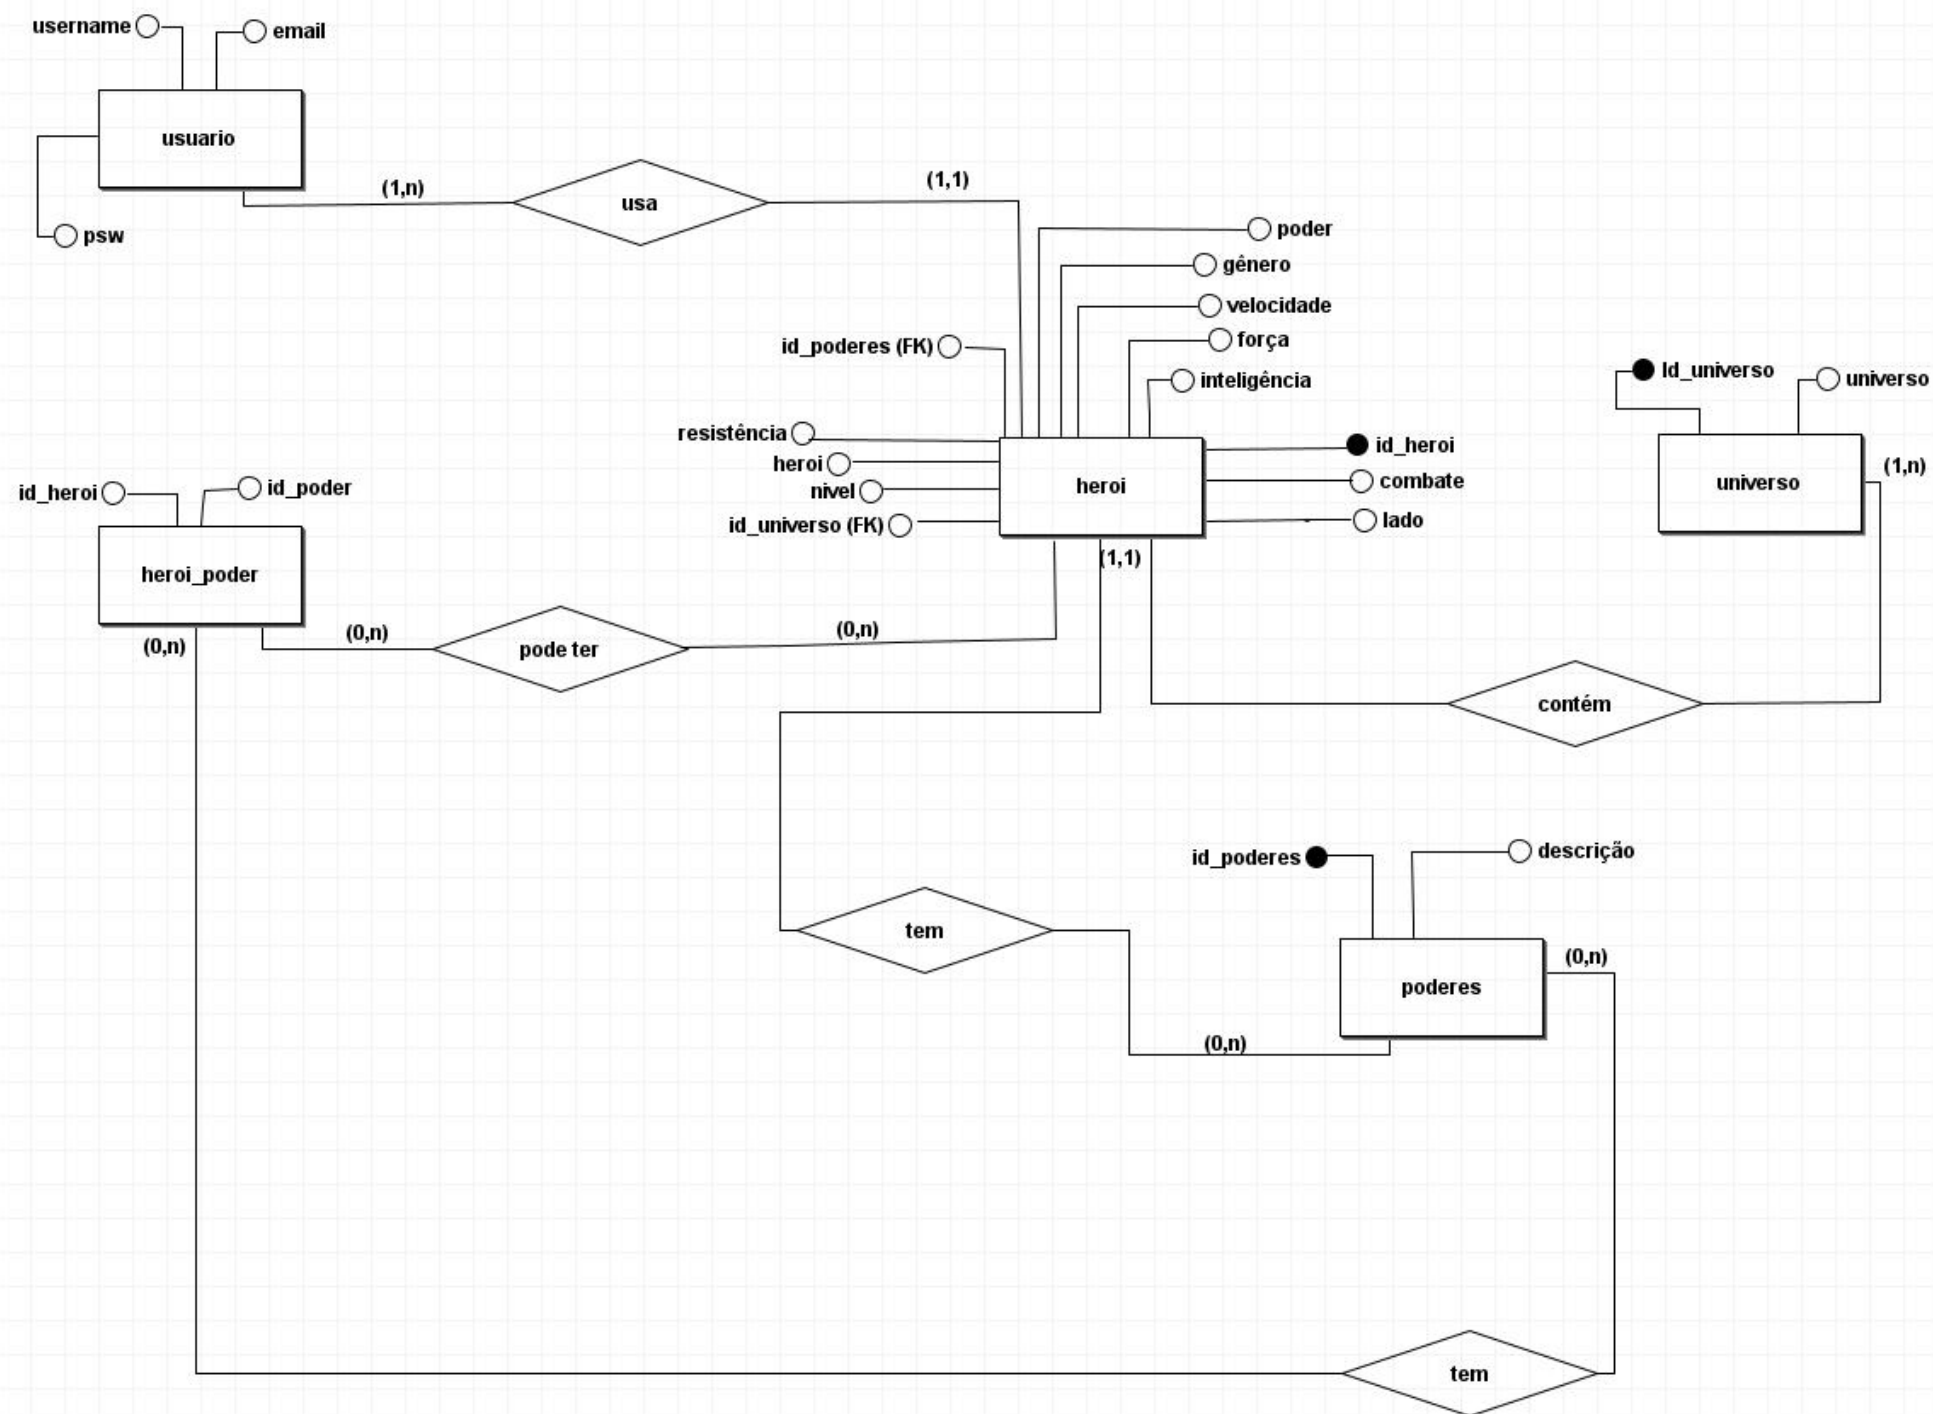 username
email
usuario
psw
(1,n)
usa
(1,1)
poder
gênero
velocidade
força
inteligência
id_poderes (FK)
resistência
heroi
nivel
id_universo (FK)
heroi
id_heroi
combate
lado
(1,1)
Id_universo
universo
universo
(1,n)
id_heroi
id_poder
heroi_poder
(0,n)
(0,n)
pode ter
(0,n)
contém
tem
id_poderes
descrição
poderes
(0,n)
(0,n)
tem